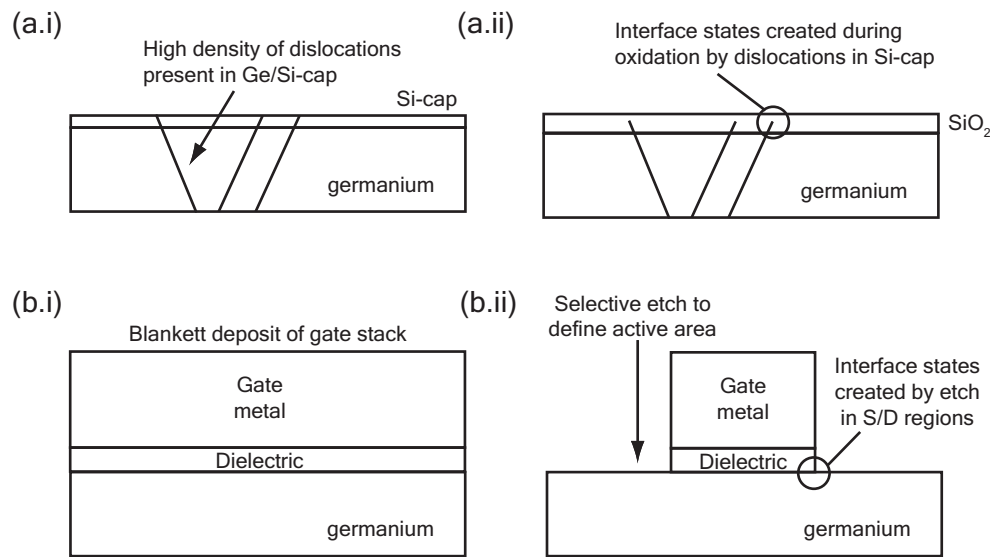 (a.i)
High density of dislocations
present in Ge/Si-cap
Si-cap
germanium
(a.ii)
Interface states created during
oxidation by dislocations in Si-cap
SiO₂
germanium
(b.i)
Blankett deposit of gate stack
Gate
metal
Dielectric
germanium
(b.ii)
Selective etch to
define active area
Gate
metal
Dielectric
Interface states
created by etch
in S/D regions
germanium